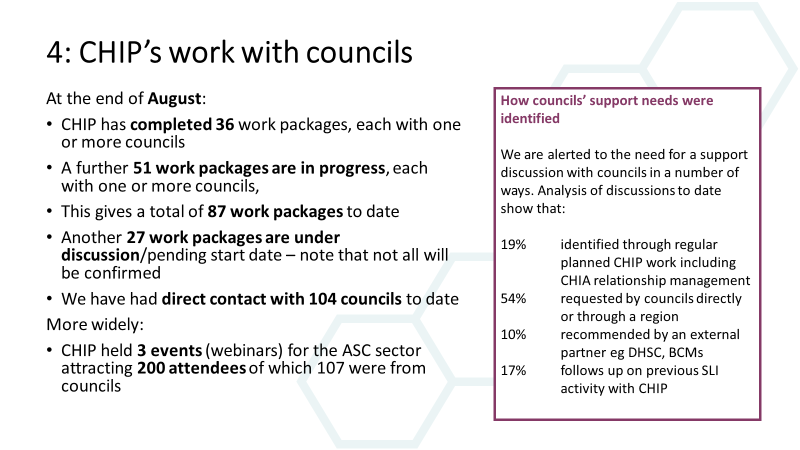 4: CHIP's work with councils
At the end of August:
• CHIP has completed 36 work packages, each with one
or more councils
• A further 51 work packages are in progress, each
with one or more councils,
• This gives a total of 87 work packages to date
• Another 27 work packages are under
discussion/pending start date – note that not all will
be confirmed
• We have had direct contact with 104 councils to date
More widely:
• CHIP held 3 events (webinars) for the ASC sector
attracting 200 attendees of which 107 were from
councils
How councils' support needs were
identified
We are alerted to the need for a support
discussion with councils in a number of
ways. Analysis of discussions to date
show that:
19% identified through regular
planned CHIP work including
CHIA relationship management
54% requested by councils directly
or through a region
10% recommended by an external
partner eg DHSC, BCMs
17% follows up on previous SLI
activity with CHIP